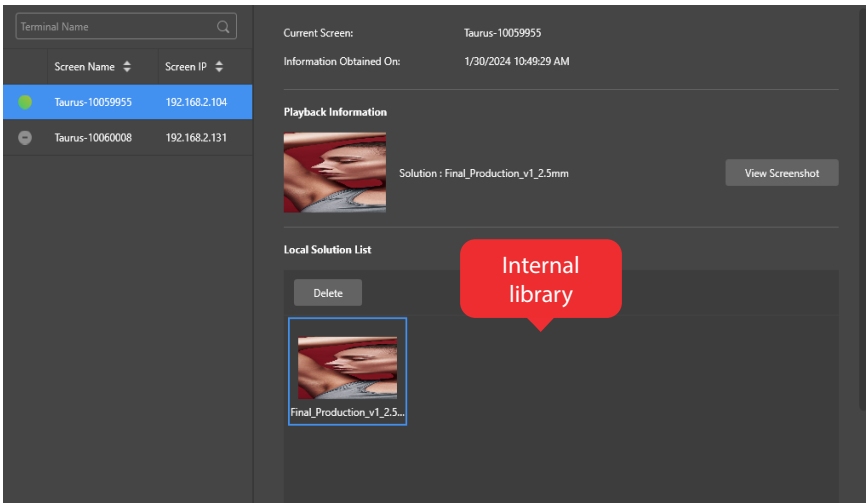 Terminal Name
Screen Name Screen IP
Taurus-10059955 192.168.2.104
Taurus-10060008 192.168.2.131
Current Screen: Taurus-10059955
Information Obtained On: 1/30/2024 10:49:29 AM
Playback Information
Solution : Final_Production_v1_2.5mm
View Screenshot
Local Solution List
Internal
library
Delete
Final_Production_v1_2.5...